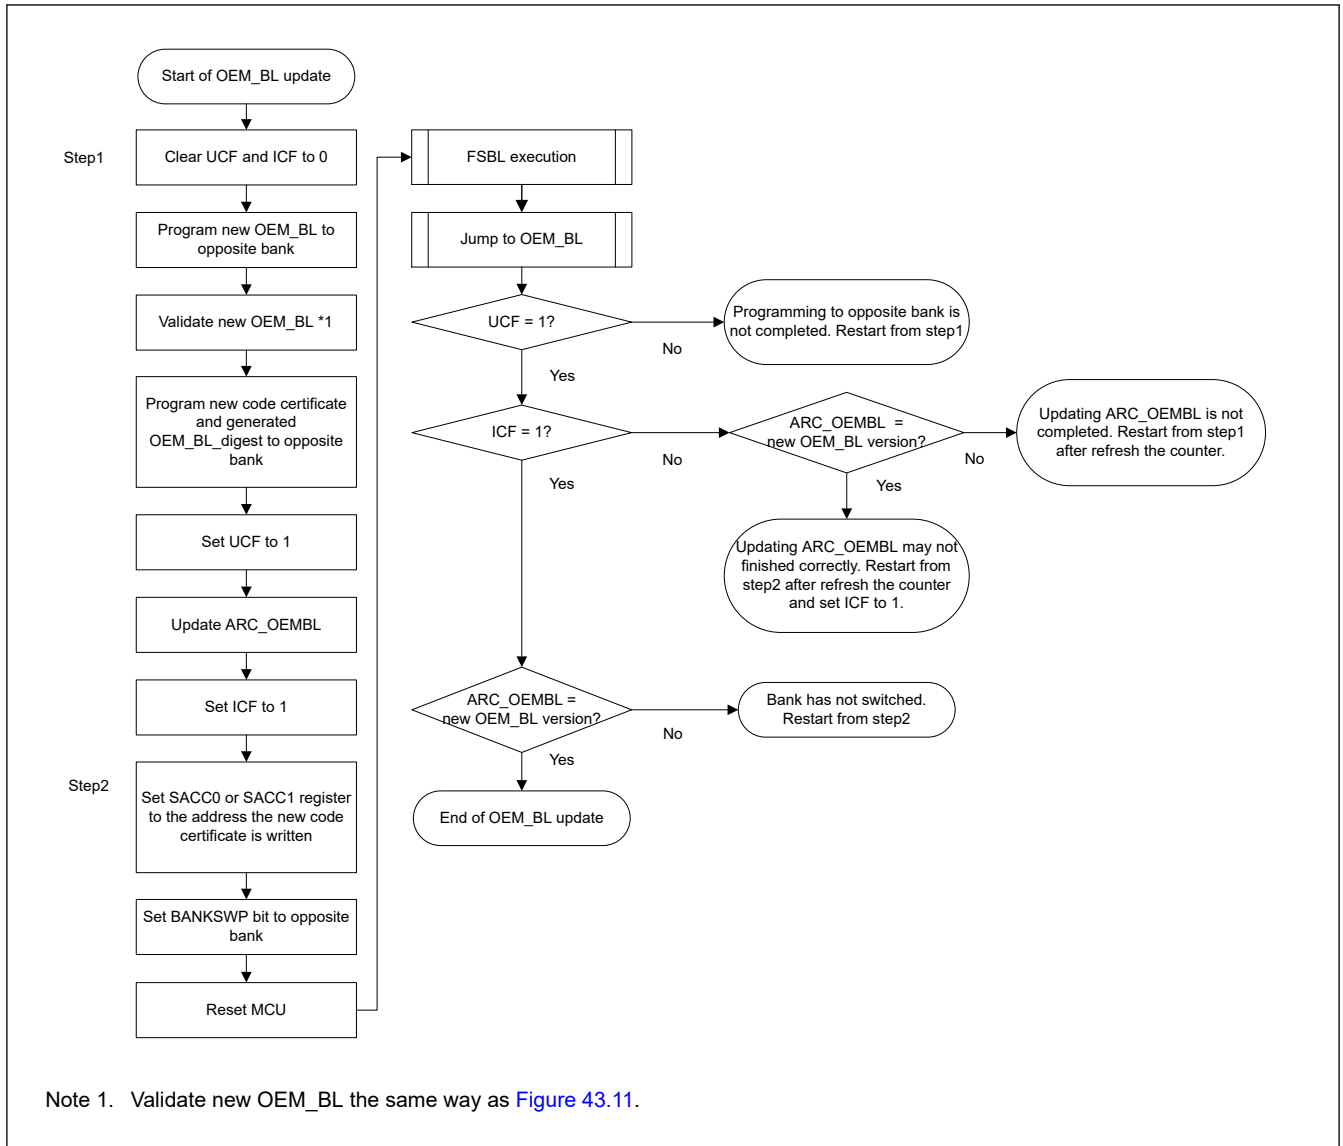 Start of OEM_BL update
Step1
Clear UCF and ICF to 0
Program new OEM_BL to
opposite bank
Validate new OEM_BL *1
Program new code certificate
and generated
OEM_BL_digest to opposite
bank
Set UCF to 1
Update ARC_OEMBL
Set ICF to 1
Step2
Set SACC0 or SACC1 register
to the address the new code
certificate is written
Set BANKSWP bit to opposite
bank
Reset MCU
FSBL execution
Jump to OEM_BL
UCF = 1?
No
Programming to opposite bank is
not completed. Restart from step1
Yes
ICF = 1?
No
ARC_OEMBL =
new OEM_BL version?
No
Updating ARC_OEMBL is not
completed. Restart from step1
after refresh the counter.
Yes
Updating ARC_OEMBL may not
finished correctly. Restart from
step2 after refresh the counter
and set ICF to 1.
Yes
ARC_OEMBL =
new OEM_BL version?
No
Bank has not switched.
Restart from step2
Yes
End of OEM_BL update
Note 1. Validate new OEM_BL the same way as Figure 43.11.